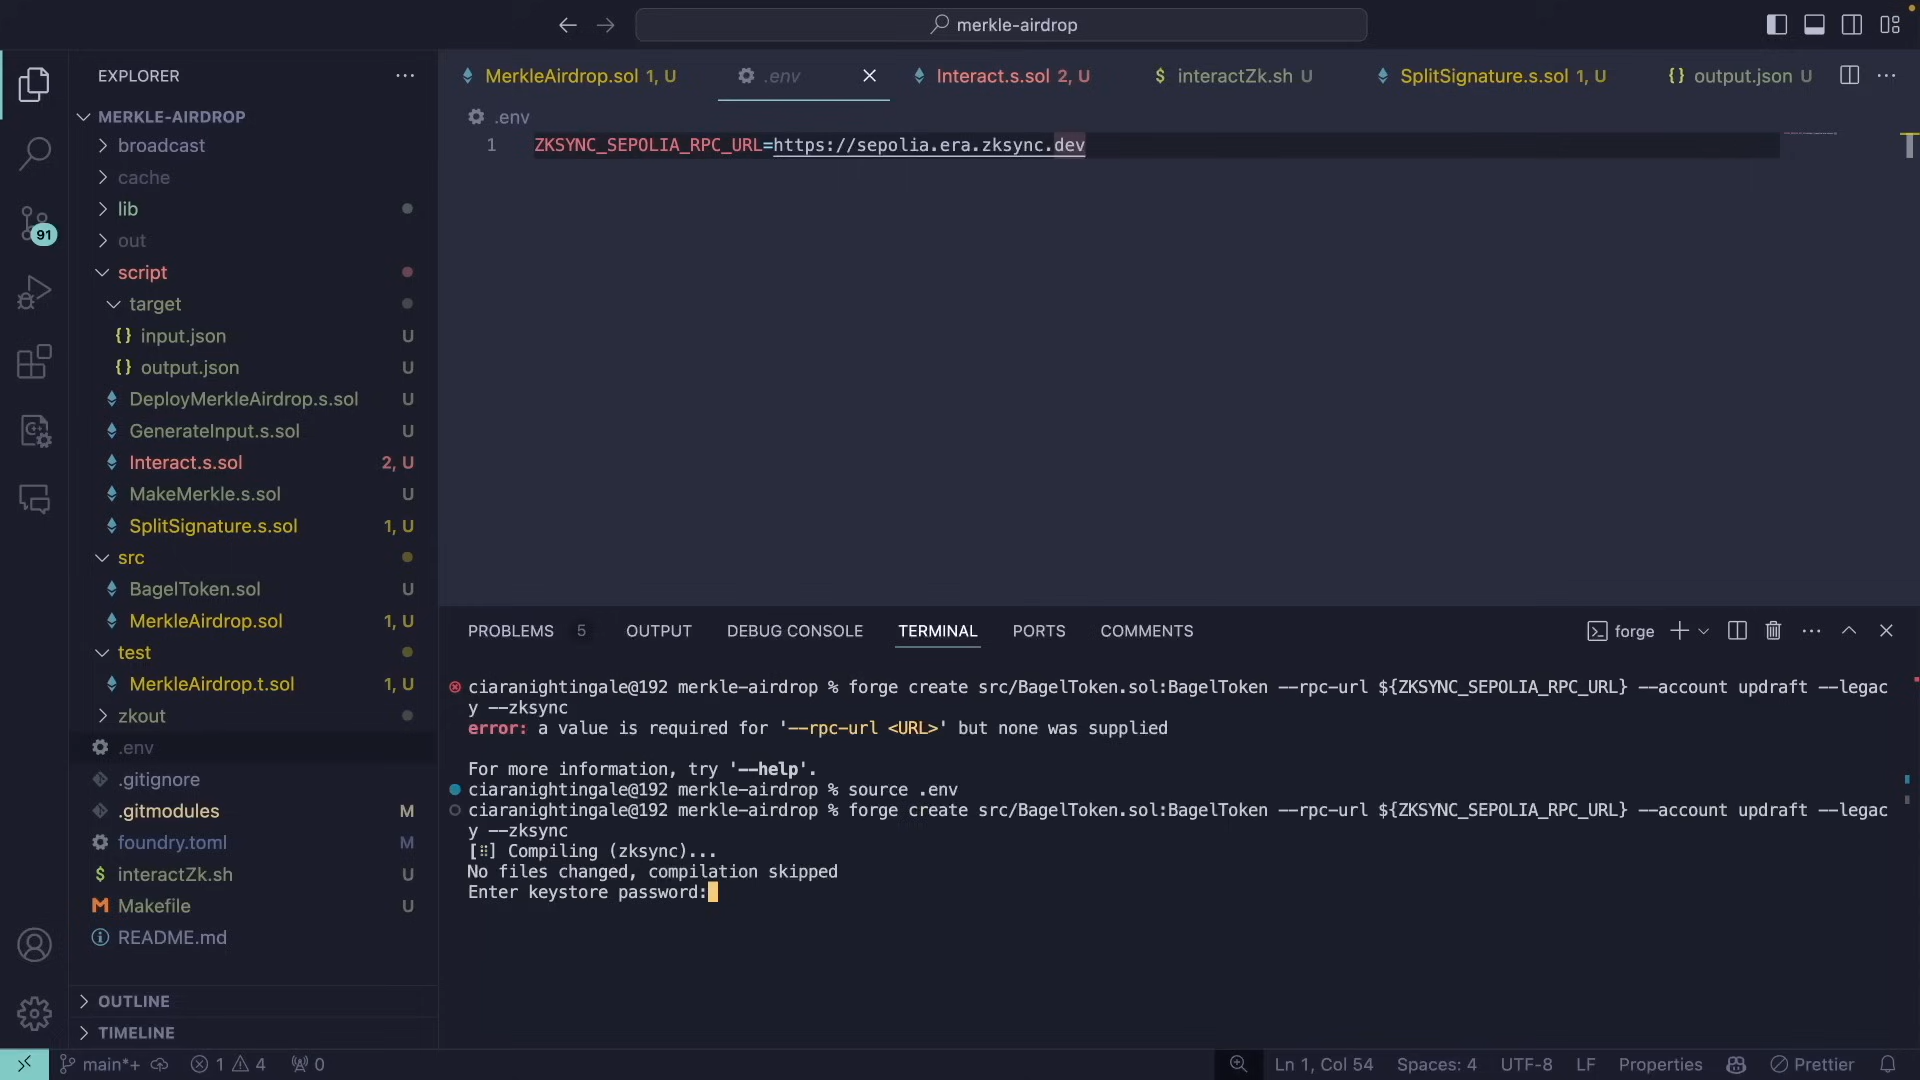 merkle-airdrop
EXPLORER
MerkleAirdrop.sol 1, U
.env
Interact.s.sol 2, U
$ interactZk.sh U
SplitSignature.s.sol 1, U
{} output.json U
MERKLE-AIRDROP
broadcast
cache
lib
out
script
target
{} input.json U
{} output.json U
DeployMerkleAirdrop.s.sol U
GenerateInput.s.sol U
Interact.s.sol 2, U
MakeMerkle.s.sol U
SplitSignature.s.sol 1, U
src
BagelToken.sol U
MerkleAirdrop.sol 1, U
test
MerkleAirdrop.t.sol 1, U
zkout
.env
.gitignore
.gitmodules M
foundry.toml M
$ interactZk.sh U
M Makefile U
README.md
OUTLINE
TIMELINE
91
.env
1 ZKSYNC_SEPOLIA_RPC_URL=https://sepolia.era.zksync.dev
PROBLEMS 5 OUTPUT DEBUG CONSOLE TERMINAL PORTS COMMENTS
forge
ciaranightingale@192 merkle-airdrop % forge create src/BagelToken.sol:BagelToken --rpc-url ${ZKSYNC_SEPOLIA_RPC_URL} --account updraft --legac
y --zksync
error: a value is required for '--rpc-url <URL>' but none was supplied
For more information, try '--help'.
ciaranightingale@192 merkle-airdrop % source .env
ciaranightingale@192 merkle-airdrop % forge create src/BagelToken.sol:BagelToken --rpc-url ${ZKSYNC_SEPOLIA_RPC_URL} --account updraft --legac
y --zksync
[⠿] Compiling (zksync)...
No files changed, compilation skipped
Enter keystore password:
main*+ 1 4 0
Ln 1, Col 54 Spaces: 4 UTF-8 LF Properties Prettier